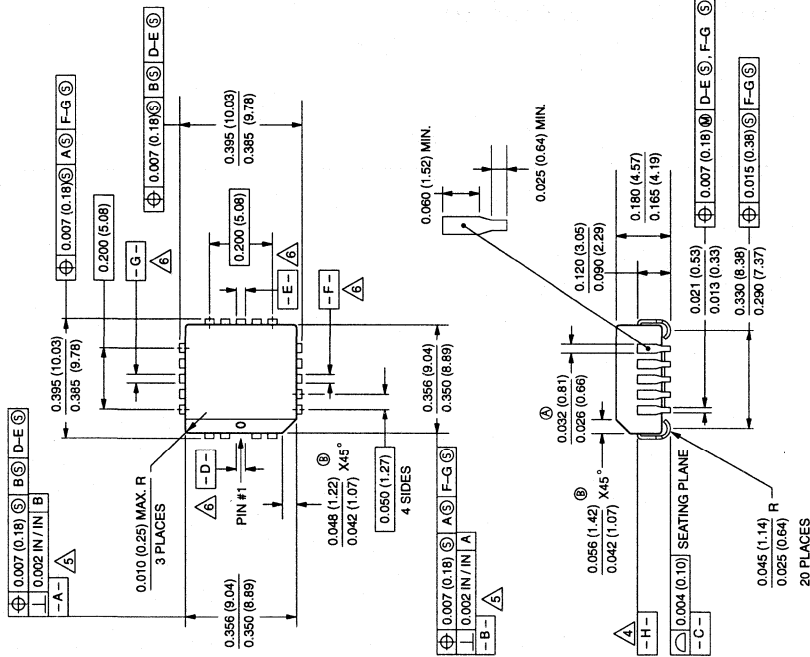 ⌖ 0.007 (0.18) Ⓢ B Ⓢ D–E Ⓢ
⊥ 0.002 IN / IN B
– A –
5
⌖ 0.007 (0.18) Ⓢ A Ⓢ F–G Ⓢ
0.395 (10.03)
0.385 (9.78)
0.200 (5.08)
– G –
6
⌖ 0.007 (0.18) Ⓢ B Ⓢ D–E Ⓢ
0.395 (10.03)
0.385 (9.78)
0.010 (0.25) MAX. R
3 PLACES
– D –
6
PIN #1
0.200 (5.08)
– E –
6
– F –
6
0.356 (9.04)
0.350 (8.89)
0.048 (1.22)
0.042 (1.07)
Ⓑ
X45°
0.050 (1.27)
4 SIDES
0.356 (9.04)
0.350 (8.89)
⌖ 0.007 (0.18) Ⓢ A Ⓢ F–G Ⓢ
⊥ 0.002 IN / IN A
– B –
5
0.060 (1.52) MIN.
0.025 (0.64) MIN.
0.180 (4.57)
0.165 (4.19)
0.120 (3.05)
0.090 (2.29)
Ⓐ
0.032 (0.81)
0.026 (0.66)
Ⓑ
0.056 (1.42)
0.042 (1.07)
X45°
4
– H –
⌓ 0.004 (0.10) SEATING PLANE
– C –
0.045 (1.14)
0.025 (0.64)
R
20 PLACES
0.021 (0.53)
0.013 (0.33)
⌖ 0.007 (0.18) Ⓜ D–E Ⓢ, F–G Ⓢ
0.330 (8.38)
0.290 (7.37)
⌖ 0.015 (0.38) Ⓢ F–G Ⓢ